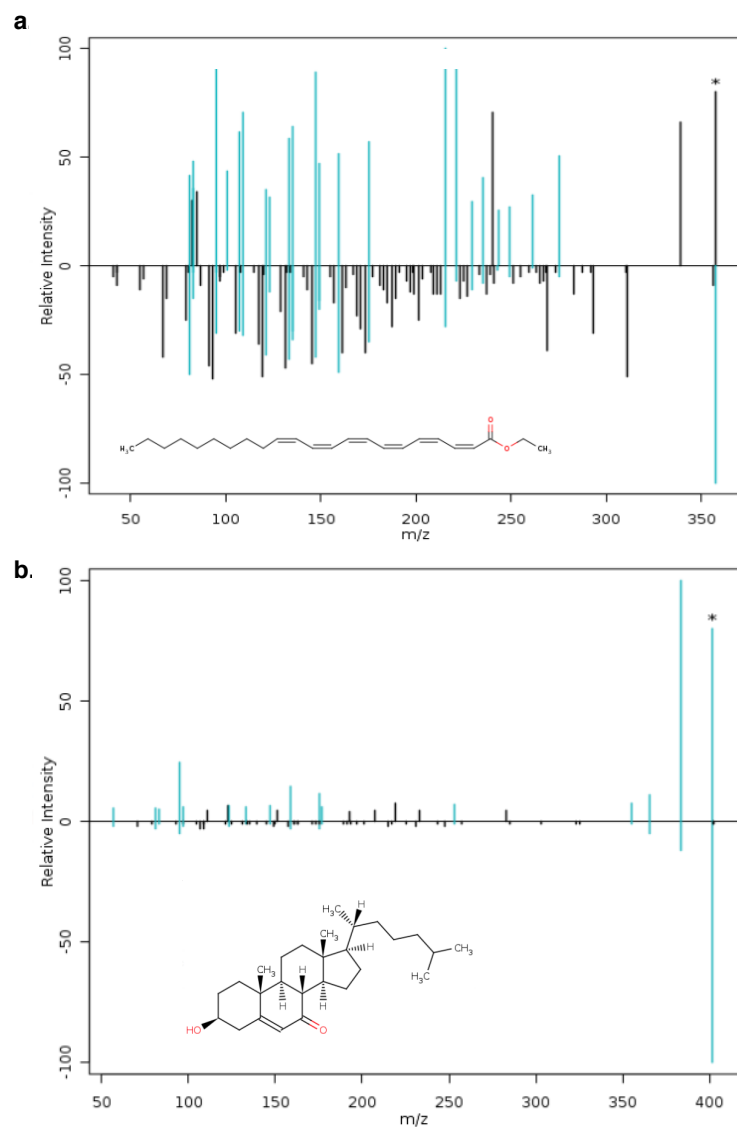 a.
100
50
0
-50
-100
Relative Intensity
*
H₃C
O
O
CH₃
50 100 150 200 250 300 350
m/z
b.
100
50
0
-50
-100
Relative Intensity
*
H₃C
H
CH₃
H
CH₃
H
CH₃
H₃C
H
H
HO
O
50 100 150 200 250 300 350 400
m/z